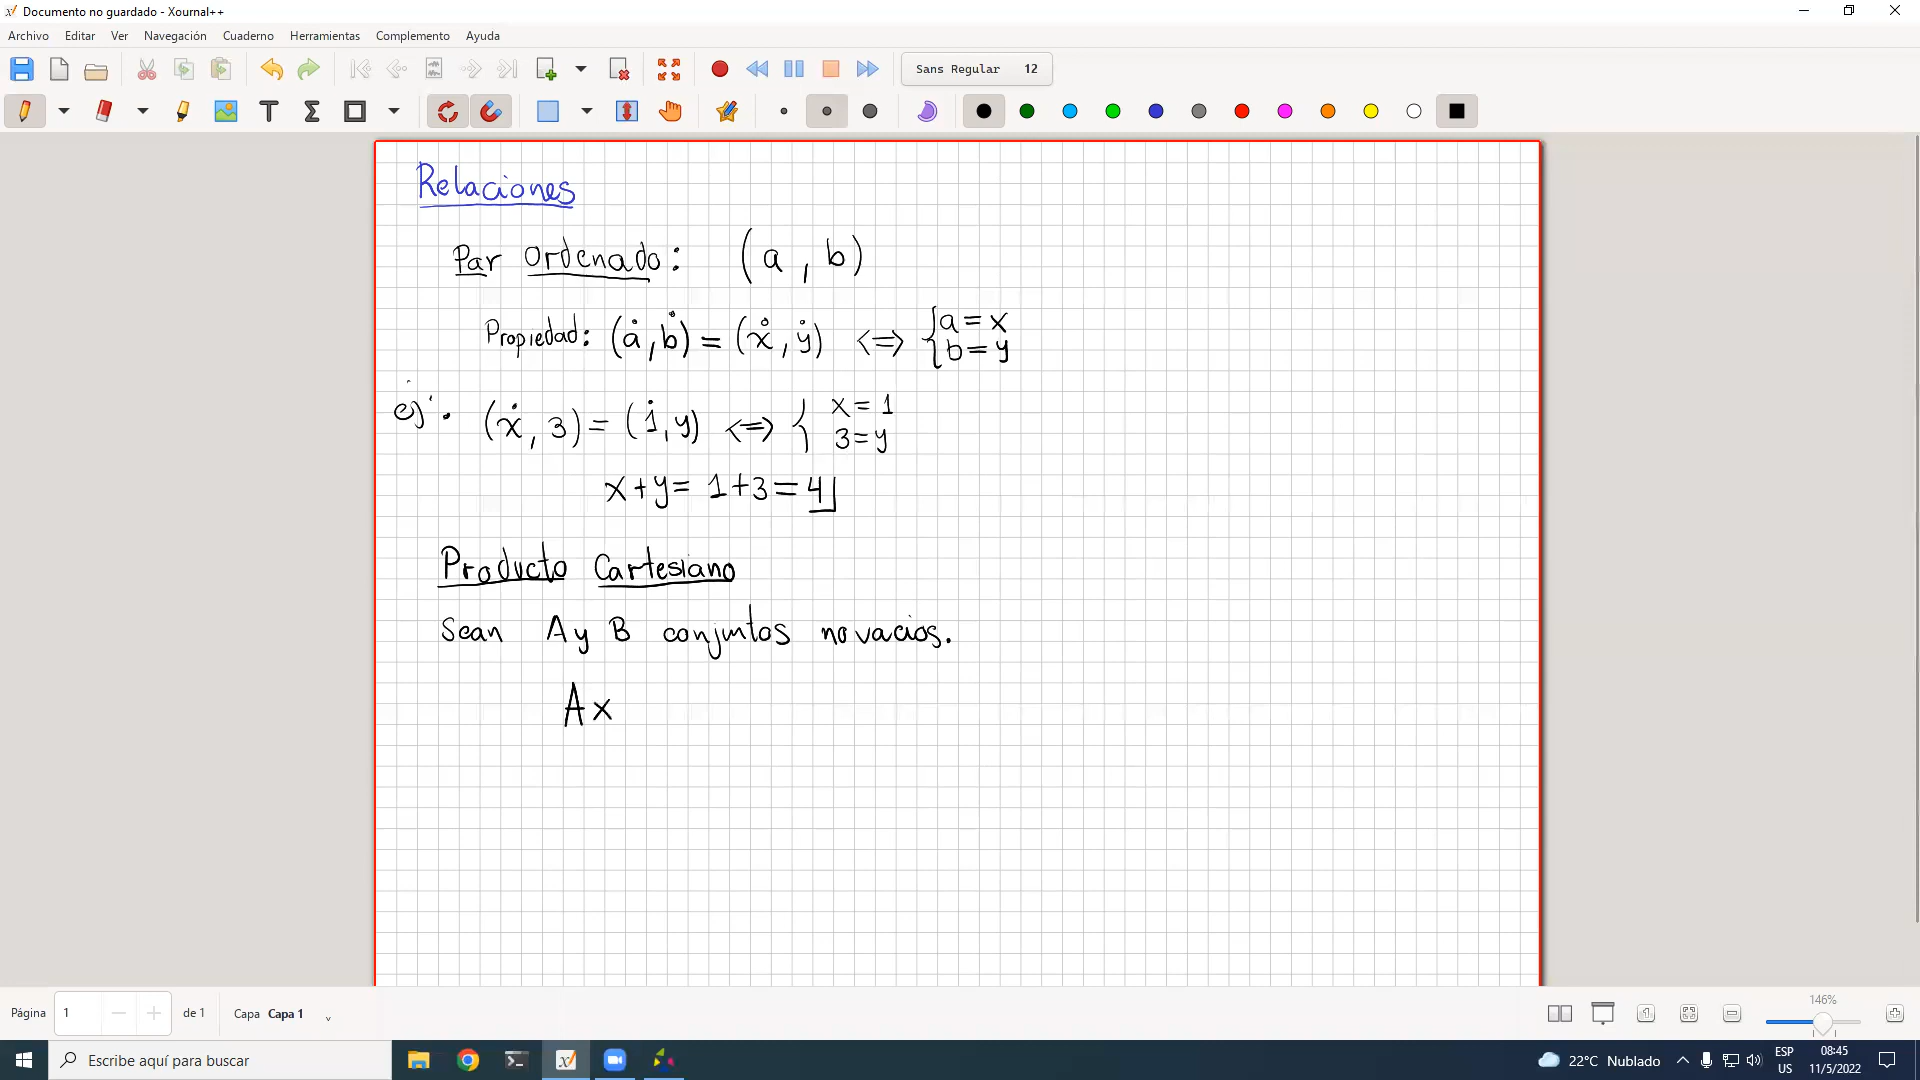 Documento no guardado - Xournal++
Archivo Editar Ver Navegación Cuaderno Herramientas Complemento Ayuda
Sans Regular 12
Relaciones
Par Ordenado: (a , b)
Propiedad: (a , b) = (x , y) <=> { a = x
b = y
ej: (x , 3) = (1 , y) <=> { x = 1
3 = y
x + y = 1 + 3 = 4
Producto Cartesiano
Sean A y B conjuntos no vacios.
A x
Página 1 de 1 Capa Capa 1
146%
Escribe aquí para buscar
22°C Nublado
ESP
US
08:45
11/5/2022